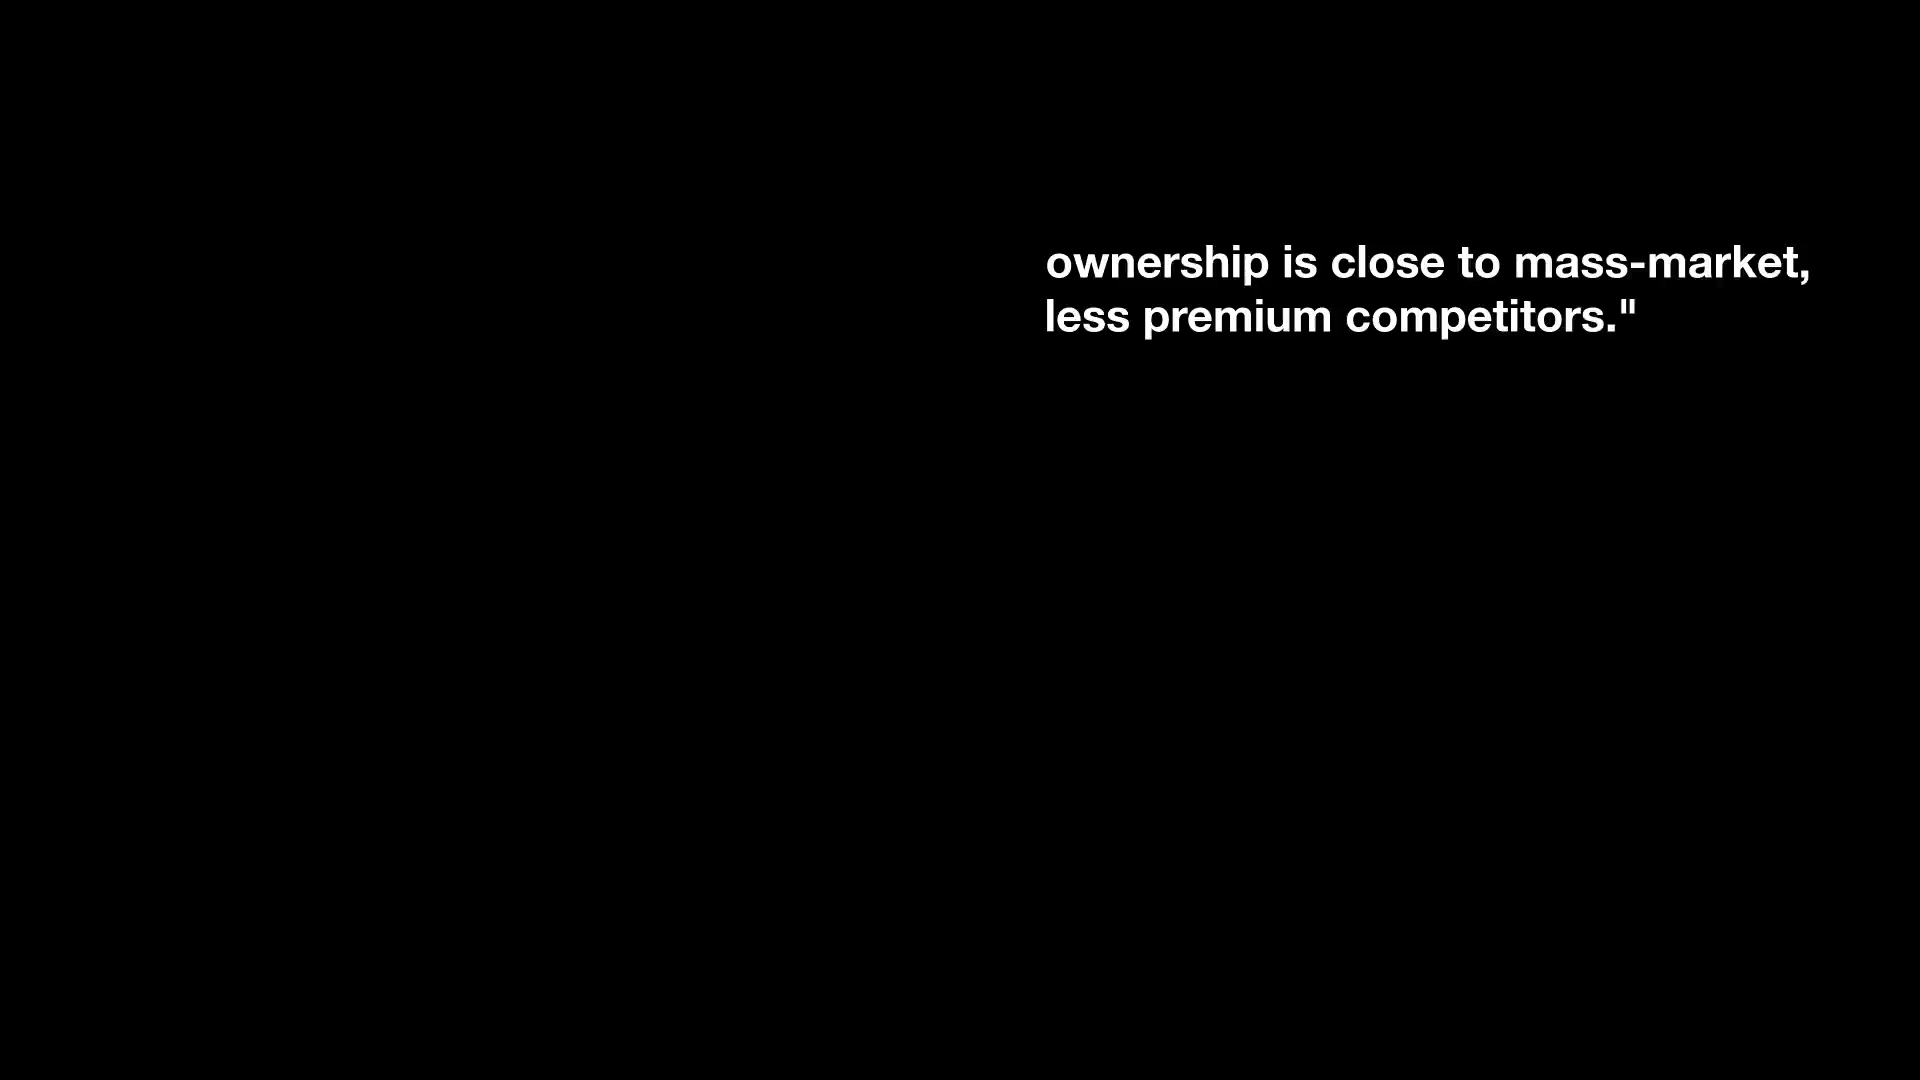 ownership is close to mass-market,
less premium competitors."